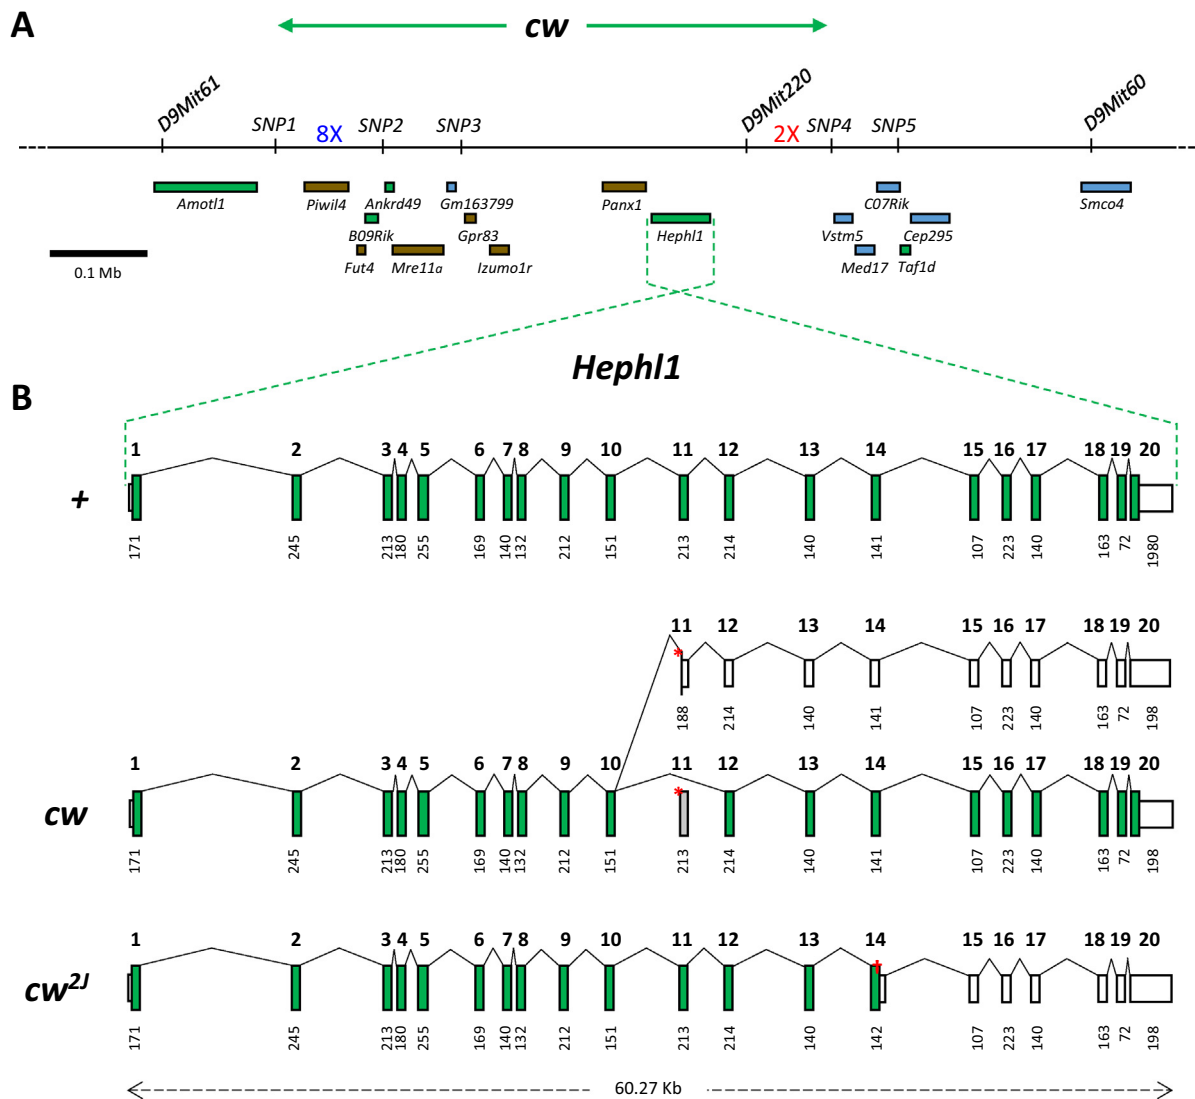 A
cw
D9Mit61
SNP1
8X
SNP2
SNP3
D9Mit220
2X
SNP4
SNP5
D9Mit60
Amotl1
Piwil4
Ankrd49
Gm163799
Panx1
C07Rik
Smco4
B09Rik
Gpr83
Hephl1
Vstm5
Cep295
Fut4
Mre11a
Izumo1r
Med17
Taf1d
0.1 Mb
Hephl1
B
1 2 3 4 5 6 7 8 9 10 11 12 13 14 15 16 17 18 19 20
+
171 245 213 180 255 169 140 132 212 151 213 214 140 141 107 223 140 163 72 1980
11 12 13 14 15 16 17 18 19 20
*
188 214 140 141 107 223 140 163 72 198
1 2 3 4 5 6 7 8 9 10 11 12 13 14 15 16 17 18 19 20
*
cw
171 245 213 180 255 169 140 132 212 151 213 214 140 141 107 223 140 163 72 198
1 2 3 4 5 6 7 8 9 10 11 12 13 14 15 16 17 18 19 20
†
cw2J
171 245 213 180 255 169 140 132 212 151 213 214 140 142 107 223 140 163 72 198
60.27 Kb